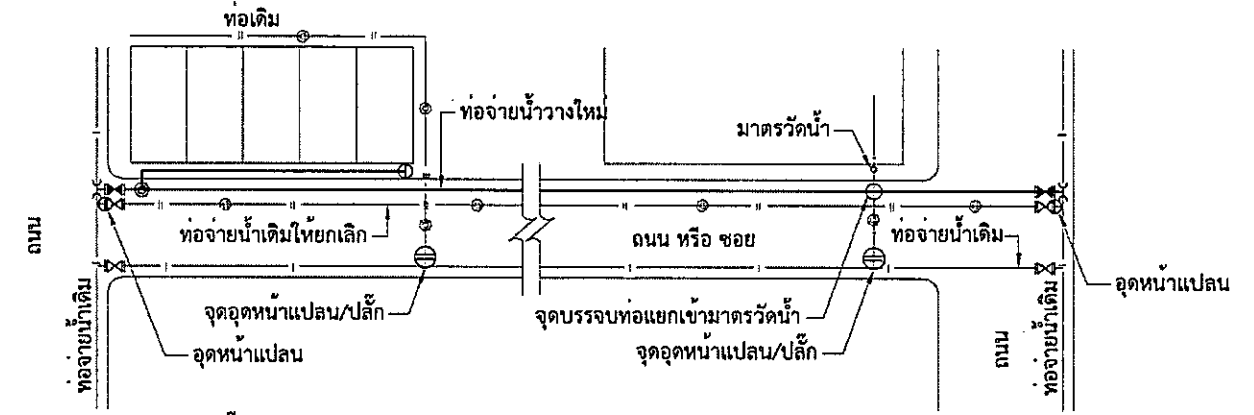 ท่อเดิม
ท่อจ่ายน้ำวางใหม่
มาตรวัดน้ำ
ท่อจ่ายน้ำเดิมให้ยกเลิก
ถนน หรือ ซอย
ท่อจ่ายน้ำเดิม
ถนน
จุดอุดหน้าแปลน/ปลั๊ก
จุดบรรจบท่อแยกเข้ามาตรวัดน้ำ
อุดหน้าแปลน
อุดหน้าแปลน
จุดอุดหน้าแปลน/ปลั๊ก
ท่อจ่ายน้ำเดิม
ถนน
ท่อจ่ายน้ำเดิม